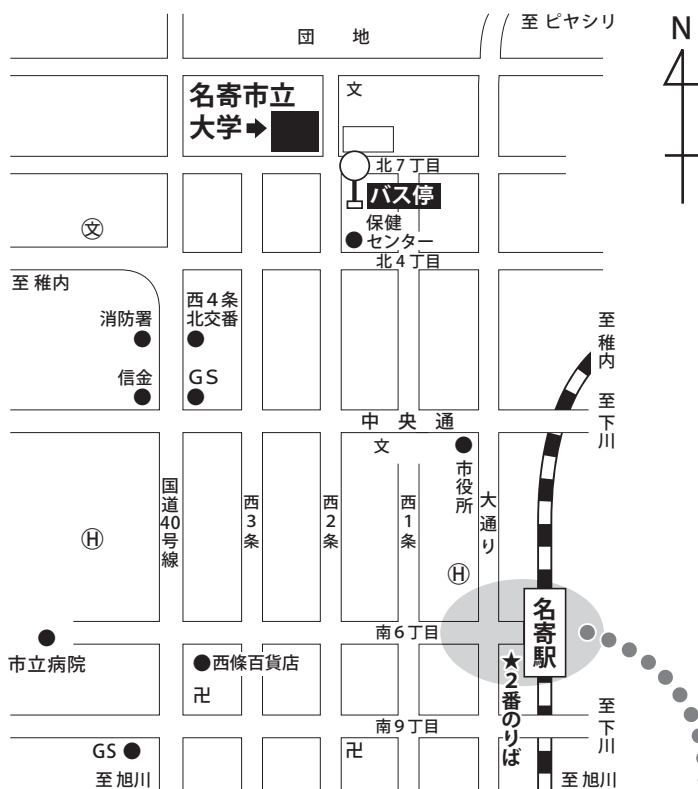 団 地
至 ピヤシリ
N
名寄市立
大学➡
文
北7丁目
バス停
保健
センター
北4丁目
㉆
至 稚内
消防署
西4条
北交番
信金
GS
至稚内
至下川
中 央 通
文
市役所
大通り
国道40号線
西3条
西2条
西1条
Ⓗ
Ⓗ
名寄駅
南6丁目
市立病院
西條百貨店
卍
★2番のりば
南9丁目
至下川
GS
卍
至 旭川
至 旭川